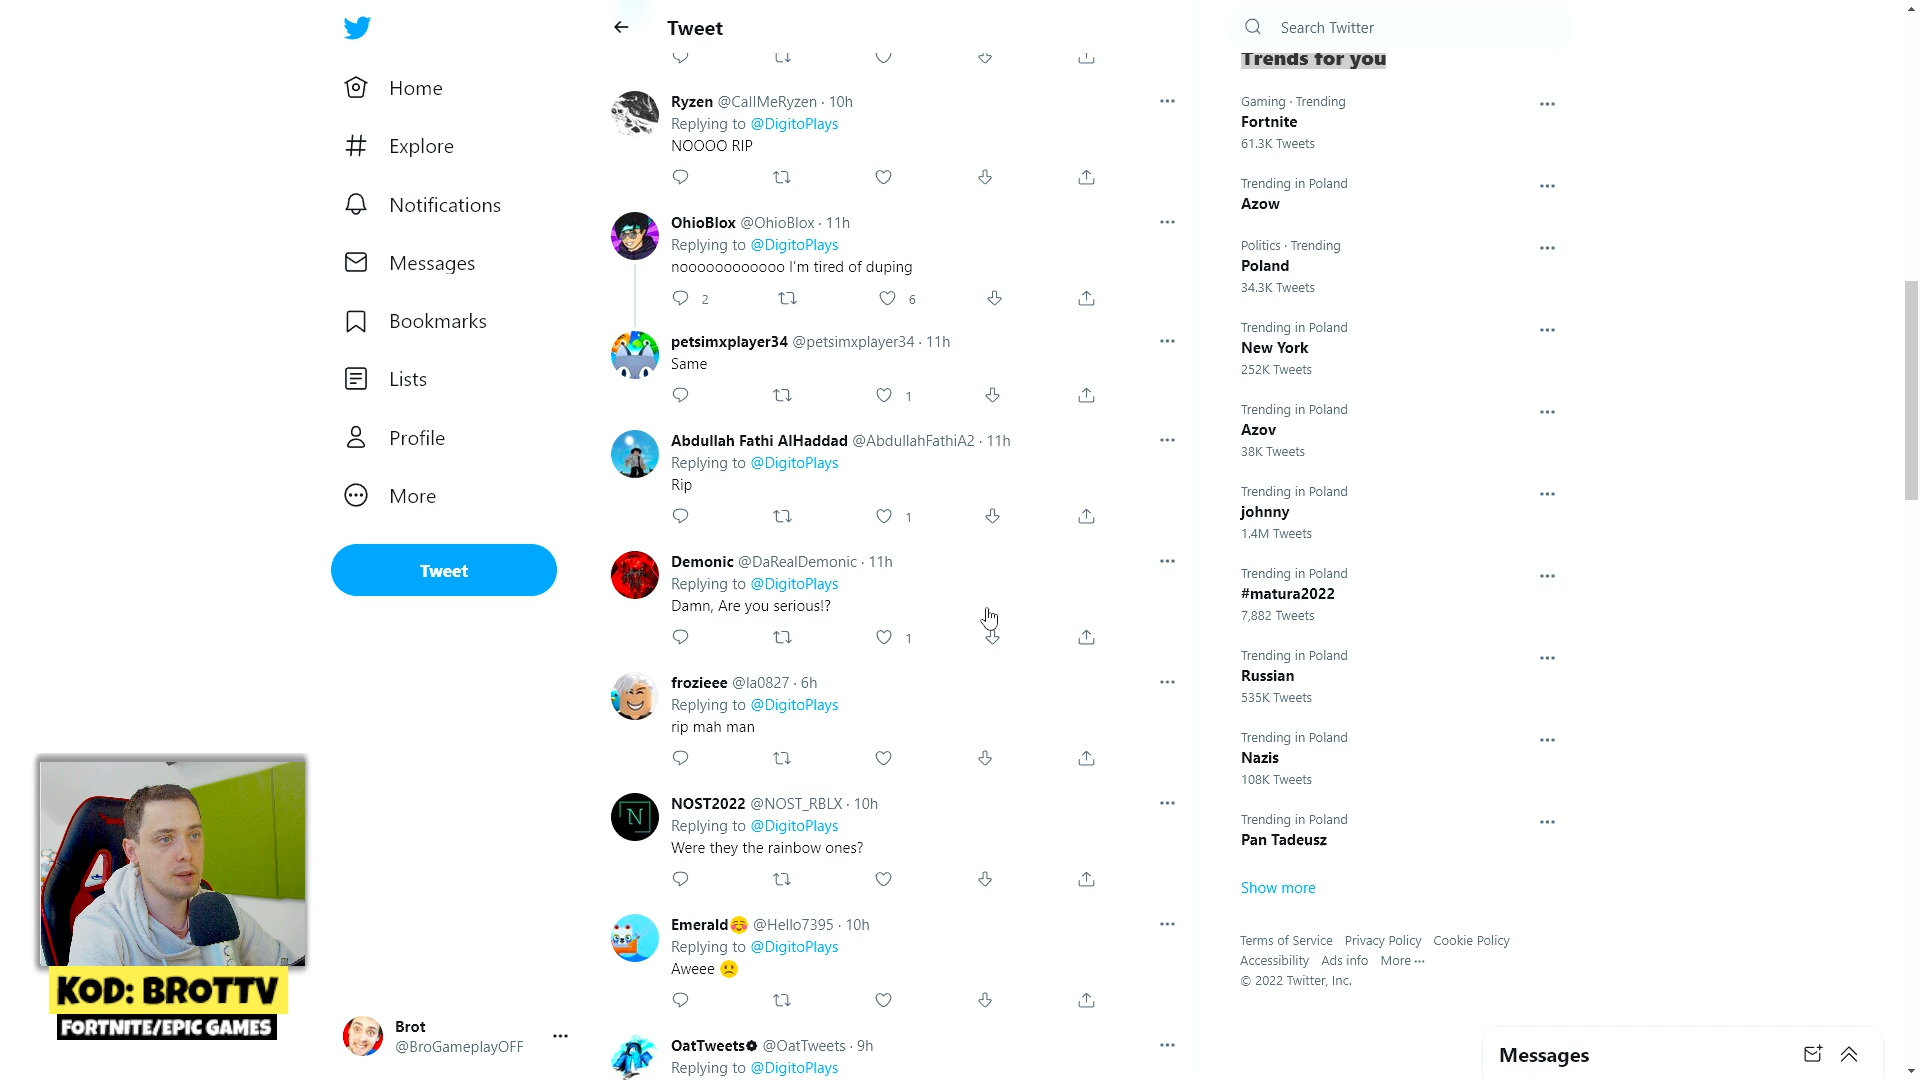 Home
Explore
Notifications
Messages
Bookmarks
Lists
Profile
More
Tweet
KOD: BROTTV
FORTNITE/EPIC GAMES
Brot
@BroGameplayOFF
Tweet
Ryzen @CallMeRyzen · 10h
Replying to @DigitoPlays
NOOOO RIP
OhioBlox @OhioBlox · 11h
Replying to @DigitoPlays
noooooooooooo I'm tired of duping
2 6
petsimxplayer34 @petsimxplayer34 · 11h
Same
1
Abdullah Fathi AlHaddad @AbdullahFathiA2 · 11h
Replying to @DigitoPlays
Rip
1
Demonic @DaRealDemonic · 11h
Replying to @DigitoPlays
Damn, Are you serious!?
1
frozieee @la0827 · 6h
Replying to @DigitoPlays
rip mah man
N
NOST2022 @NOST_RBLX · 10h
Replying to @DigitoPlays
Were they the rainbow ones?
Emerald☺️ @Hello7395 · 10h
Replying to @DigitoPlays
Aweee 🙁
OatTweets @OatTweets · 9h
Replying to @DigitoPlays
Search Twitter
Trends for you
Gaming · Trending
Fortnite
61.3K Tweets
Trending in Poland
Azow
Politics · Trending
Poland
34.3K Tweets
Trending in Poland
New York
252K Tweets
Trending in Poland
Azov
38K Tweets
Trending in Poland
johnny
1.4M Tweets
Trending in Poland
#matura2022
7,882 Tweets
Trending in Poland
Russian
535K Tweets
Trending in Poland
Nazis
108K Tweets
Trending in Poland
Pan Tadeusz
Show more
Terms of Service Privacy Policy Cookie Policy
Accessibility Ads info More ···
© 2022 Twitter, Inc.
Messages